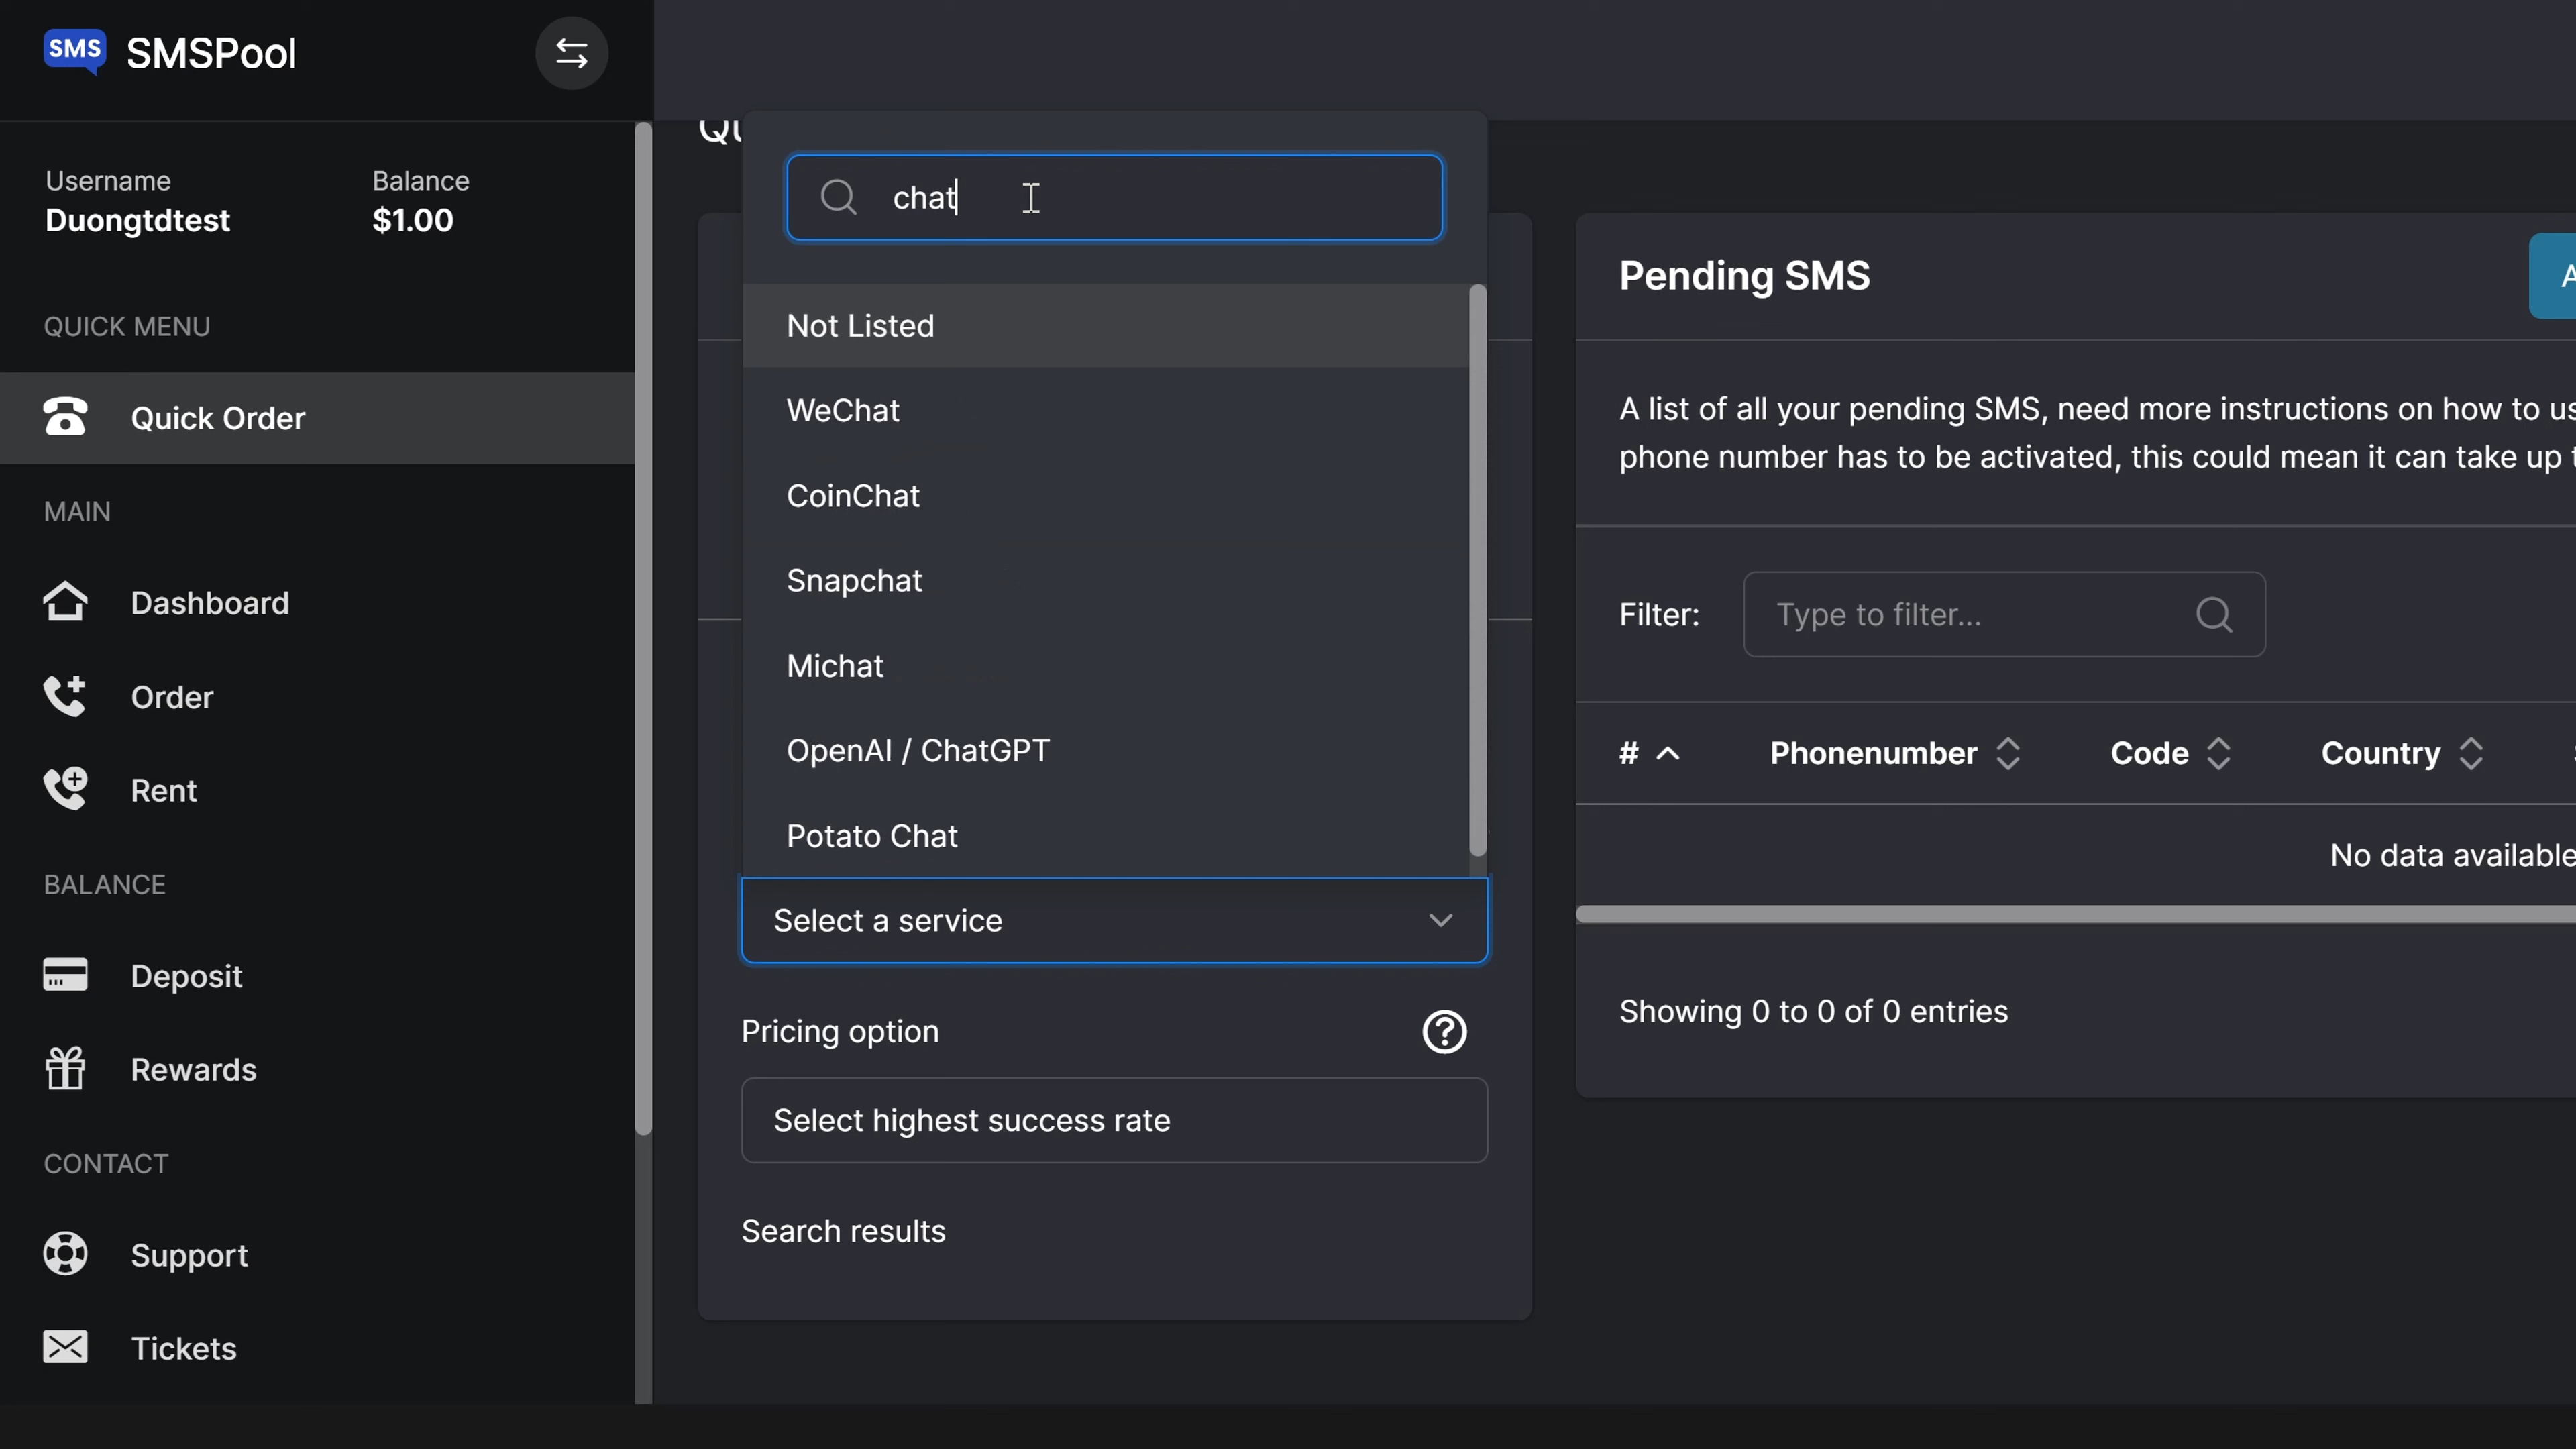 SMS SMSPool
Username
Balance
Duongtdtest
$1.00
QUICK MENU
Quick Order
MAIN
Dashboard
Order
Rent
BALANCE
Deposit
Rewards
CONTACT
Support
Tickets
chat
Not Listed
WeChat
CoinChat
Snapchat
Michat
OpenAI / ChatGPT
Potato Chat
Select a service
Pricing option
Select highest success rate
Search results
Pending SMS
A list of all your pending SMS, need more instructions on how to
phone number has to be activated, this could mean it can take up
Filter:
Type to filter...
# Phonenumber Code Country
No data available
Showing 0 to 0 of 0 entries